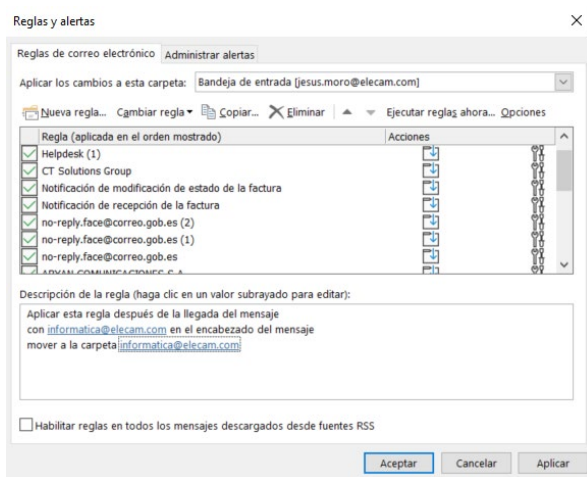 Reglas y alertas
Reglas de correo electrónico Administrar alertas
Aplicar los cambios a esta carpeta: Bandeja de entrada [jesus.moro@elecam.com]
Nueva regla... Cambiar regla Copiar... Eliminar Ejecutar reglas ahora... Opciones
Regla (aplicada en el orden mostrado) Acciones
Helpdesk (1)
CT Solutions Group
Notificación de modificación de estado de la factura
Notificación de recepción de la factura
no-reply.face@correo.gob.es (2)
no-reply.face@correo.gob.es (1)
no-reply.face@correo.gob.es
ARYAN COMUNICACIONES S.A.
Descripción de la regla (haga clic en un valor subrayado para editar):
Aplicar esta regla después de la llegada del mensaje
con informatica@elecam.com en el encabezado del mensaje
mover a la carpeta informatica@elecam.com
Habilitar reglas en todos los mensajes descargados desde fuentes RSS
Aceptar Cancelar Aplicar